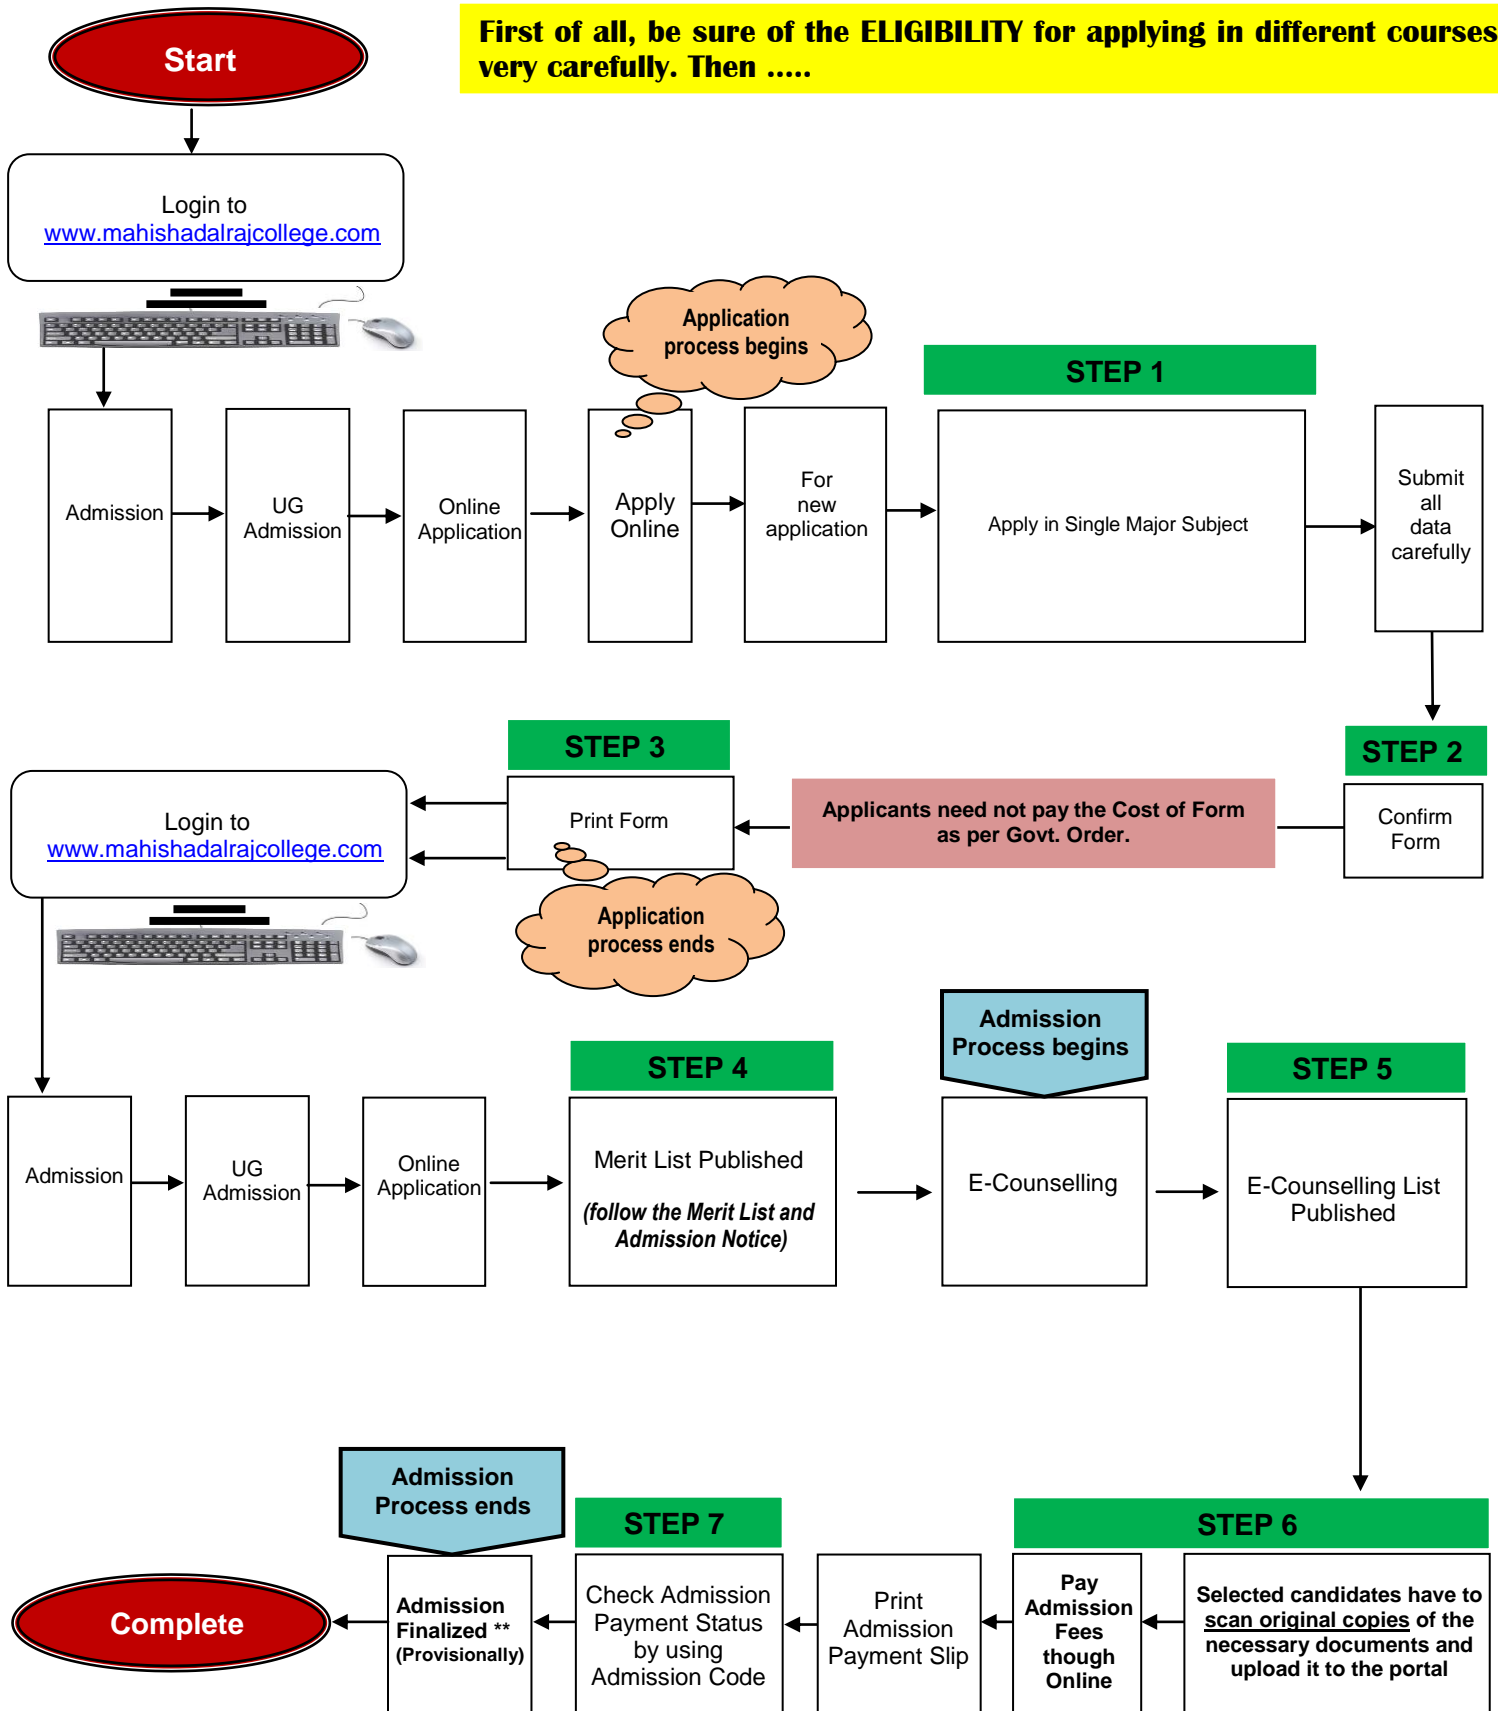 First of all, be sure of the ELIGIBILITY for applying in different courses
very carefully. Then .....
Start
Login to
www.mahishadalrajcollege.com
Application
process begins
STEP 1
Admission
UG
Admission
Online
Application
Apply
Online
For
new
application
Apply in Single Major Subject
Submit
all
data
carefully
STEP 2
Confirm
Form
Applicants need not pay the Cost of Form
as per Govt. Order.
STEP 3
Print Form
Application
process ends
Login to
www.mahishadalrajcollege.com
Admission
UG
Admission
Online
Application
STEP 4
Merit List Published
(follow the Merit List and
Admission Notice)
Admission
Process begins
E-Counselling
STEP 5
E-Counselling List
Published
STEP 6
Selected candidates have to
scan original copies of the
necessary documents and
upload it to the portal
Pay
Admission
Fees
though
Online
Print
Admission
Payment Slip
STEP 7
Check Admission
Payment Status
by using
Admission Code
Admission
Process ends
Admission
Finalized **
(Provisionally)
Complete